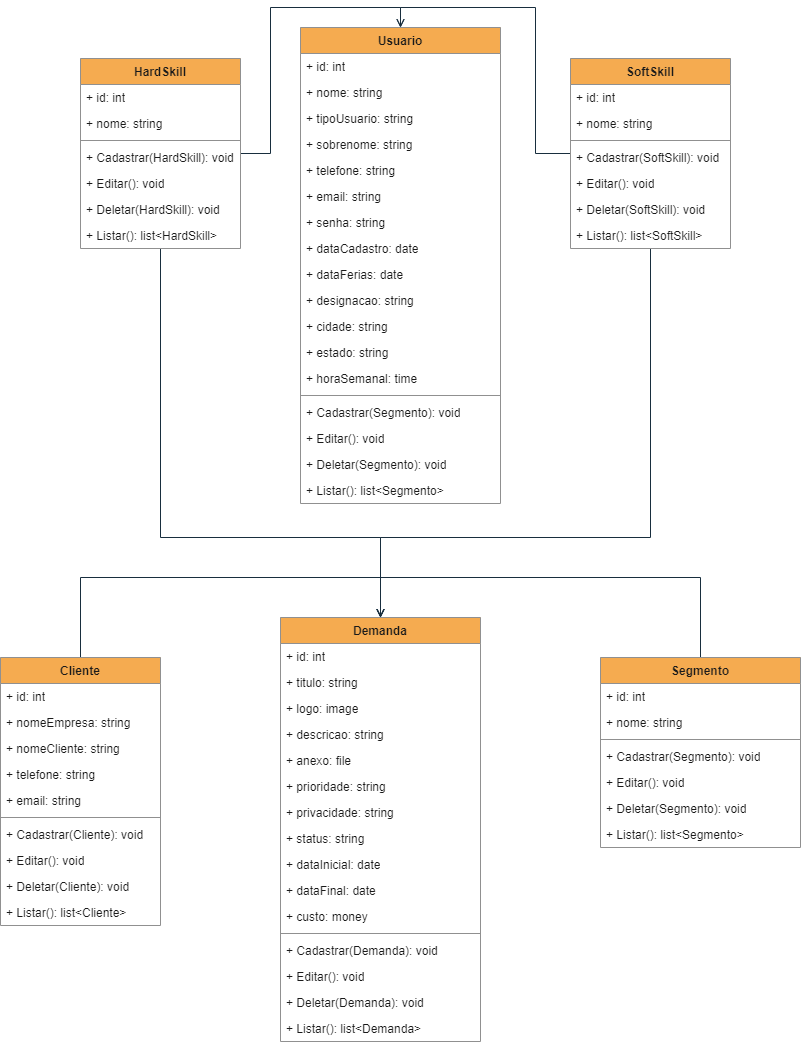 HardSkill
+ id: int
+ nome: string
+ Cadastrar(HardSkill): void
+ Editar(): void
+ Deletar(HardSkill): void
+ Listar(): list<HardSkill>
Usuario
+ id: int
+ nome: string
+ tipoUsuario: string
+ sobrenome: string
+ telefone: string
+ email: string
+ senha: string
+ dataCadastro: date
+ dataFerias: date
+ designacao: string
+ cidade: string
+ estado: string
+ horaSemanal: time
+ Cadastrar(Segmento): void
+ Editar(): void
+ Deletar(Segmento): void
+ Listar(): list<Segmento>
SoftSkill
+ id: int
+ nome: string
+ Cadastrar(SoftSkill): void
+ Editar(): void
+ Deletar(SoftSkill): void
+ Listar(): list<SoftSkill>
Cliente
+ id: int
+ nomeEmpresa: string
+ nomeCliente: string
+ telefone: string
+ email: string
+ Cadastrar(Cliente): void
+ Editar(): void
+ Deletar(Cliente): void
+ Listar(): list<Cliente>
Demanda
+ id: int
+ titulo: string
+ logo: image
+ descricao: string
+ anexo: file
+ prioridade: string
+ privacidade: string
+ status: string
+ dataInicial: date
+ dataFinal: date
+ custo: money
+ Cadastrar(Demanda): void
+ Editar(): void
+ Deletar(Demanda): void
+ Listar(): list<Demanda>
Segmento
+ id: int
+ nome: string
+ Cadastrar(Segmento): void
+ Editar(): void
+ Deletar(Segmento): void
+ Listar(): list<Segmento>